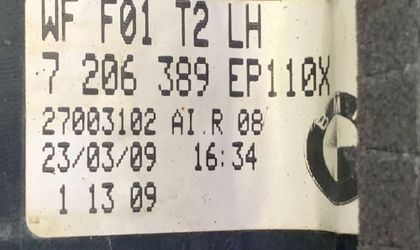 WF F01 T2 LH
7 206 389 EP110X
27003102 AI.R 08
23/03/09 16:34
1 13 09